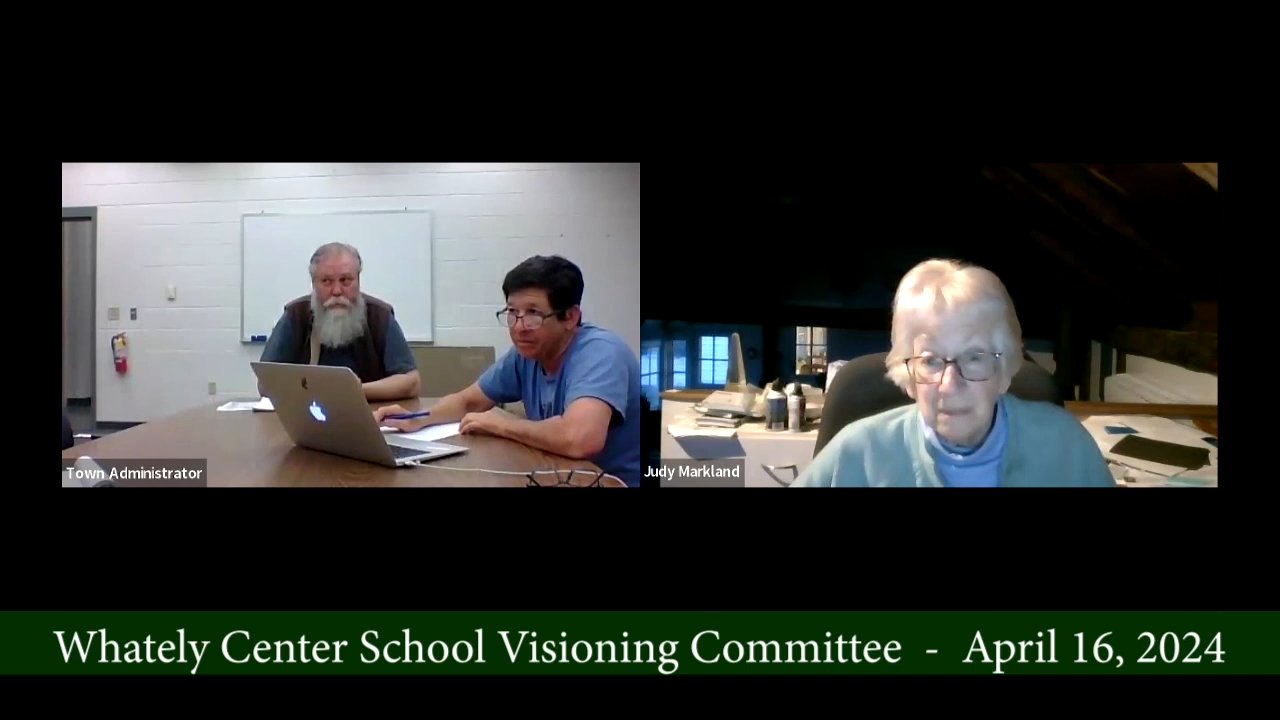 Town Administrator
Judy Markland
Whately Center School Visioning Committee - April 16, 2024